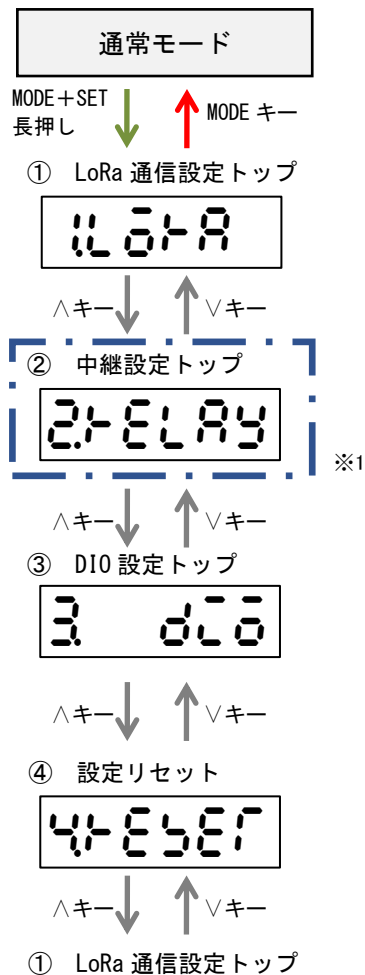 通常モード
MODE＋SET
長押し
MODE キー
① LoRa 通信設定トップ
1.LoRA
∧キー ∨キー
② 中継設定トップ
2.RELAY
※1
∧キー ∨キー
③ DIO 設定トップ
3. dio
∧キー ∨キー
④ 設定リセット
4.RESET
∧キー ∨キー
① LoRa 通信設定トップ